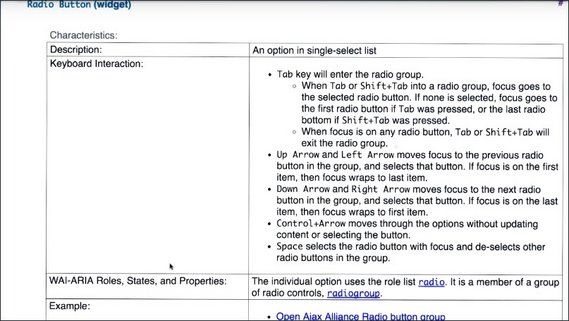 Radio Button (widget) #
Characteristics:
Description: An option in single-select list
Keyboard Interaction:
• Tab key will enter the radio group.
○ When Tab or Shift+Tab into a radio group, focus goes to
the selected radio button. If none is selected, focus goes to
the first radio button if Tab was pressed, or the last radio
bottom if Shift+Tab was pressed.
○ When focus is on any radio button, Tab or Shift+Tab will
exit the radio group.
• Up Arrow and Left Arrow moves focus to the previous radio
button in the group, and selects that button. If focus is on the first
item, then focus wraps to last item.
• Down Arrow and Right Arrow moves focus to the next radio
button in the group, and selects that button. If focus is on the last
item, then focus wraps to first item.
• Control+Arrow moves through the options without updating
content or selecting the button.
• Space selects the radio button with focus and de-selects other
radio buttons in the group.
WAI-ARIA Roles, States, and Properties: The individual option uses the role list radio. It is a member of a group
of radio controls, radiogroup.
Example:
• Open Ajax Alliance Radio button group